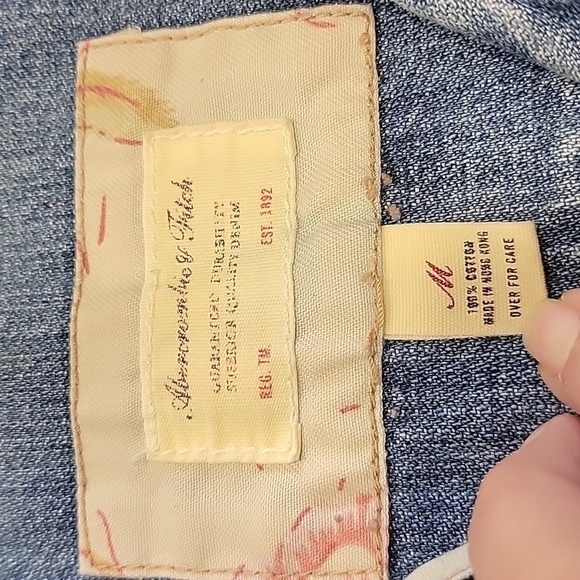 Abercrombie & Fitch
GUARANTEED DURABILITY
SUPERIOR QUALITY DENIM
REG. TM. EST. 1892
M
100% COTTON
MADE IN HONG KONG
OVER FOR CARE